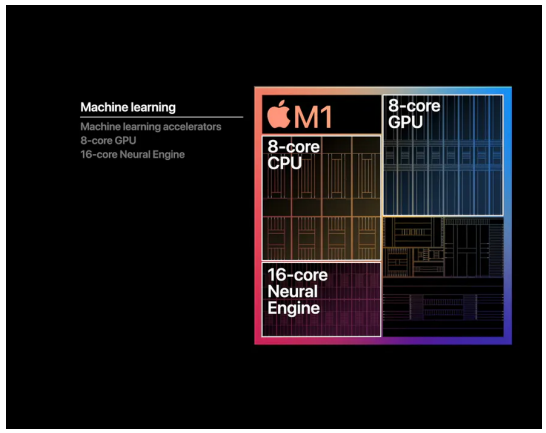 Machine learning
Machine learning accelerators
8-core GPU
16-core Neural Engine
M1
8-core
CPU
16-core
Neural
Engine
8-core
GPU